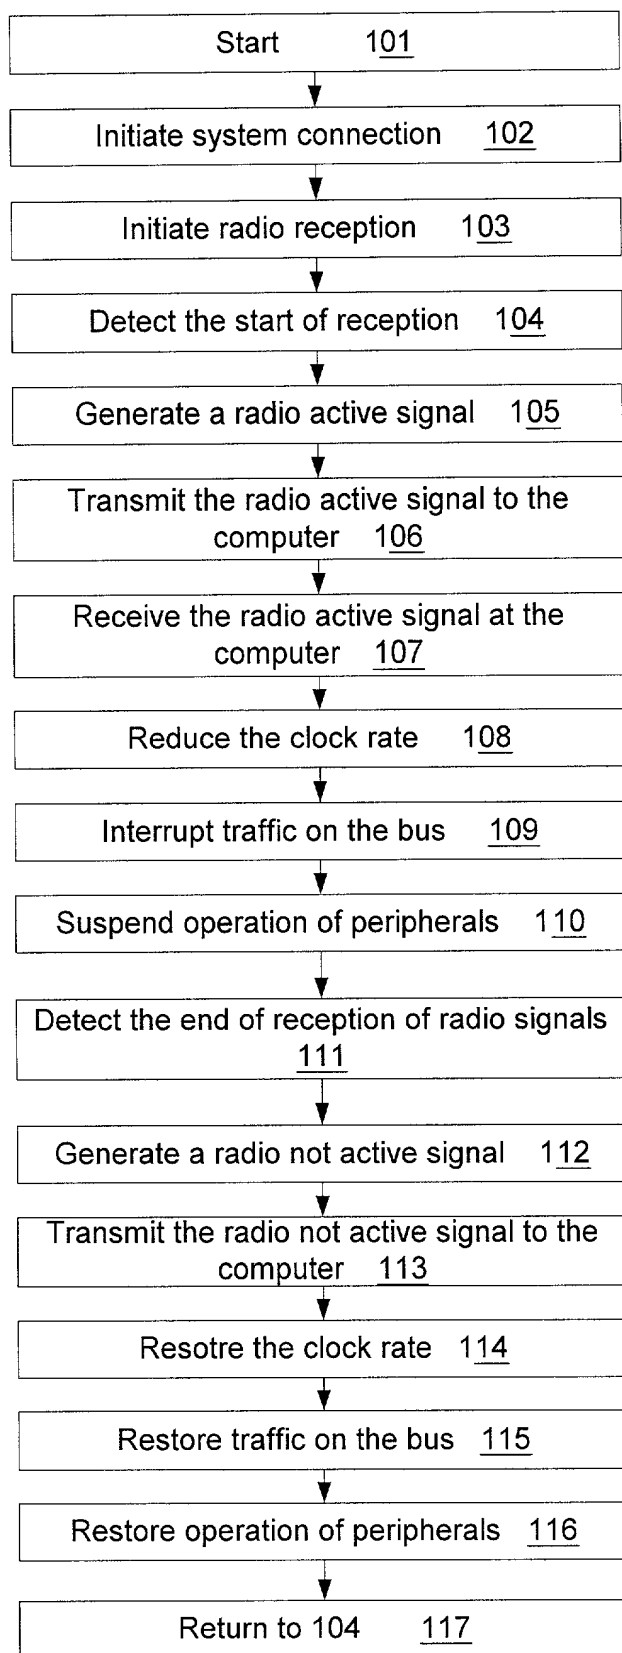 Start 101
Initiate system connection 102
Initiate radio reception 103
Detect the start of reception 104
Generate a radio active signal 105
Transmit the radio active signal to the
computer 106
Receive the radio active signal at the
computer 107
Reduce the clock rate 108
Interrupt traffic on the bus 109
Suspend operation of peripherals 110
Detect the end of reception of radio signals
111
Generate a radio not active signal 112
Transmit the radio not active signal to the
computer 113
Resotre the clock rate 114
Restore traffic on the bus 115
Restore operation of peripherals 116
Return to 104 117